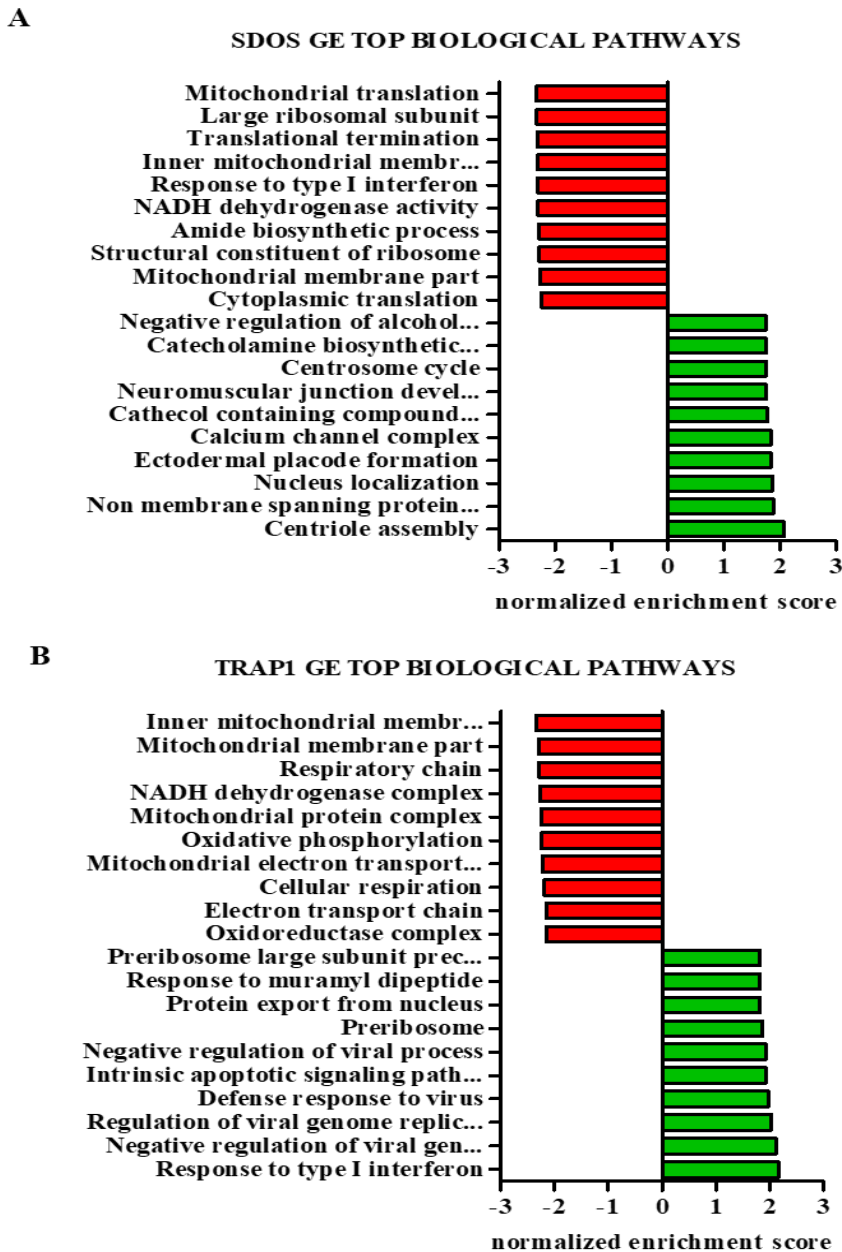 A
SDOS GE TOP BIOLOGICAL PATHWAYS
Mitochondrial translation
Large ribosomal subunit
Translational termination
Inner mitochondrial membr...
Response to type I interferon
NADH dehydrogenase activity
Amide biosynthetic process
Structural constituent of ribosome
Mitochondrial membrane part
Cytoplasmic translation
Negative regulation of alcohol...
Catecholamine biosynthetic...
Centrosome cycle
Neuromuscular junction devel...
Cathecol containing compound...
Calcium channel complex
Ectodermal placode formation
Nucleus localization
Non membrane spanning protein...
Centriole assembly
-3 -2 -1 0 1 2 3
normalized enrichment score
B
TRAP1 GE TOP BIOLOGICAL PATHWAYS
Inner mitochondrial membr...
Mitochondrial membrane part
Respiratory chain
NADH dehydrogenase complex
Mitochondrial protein complex
Oxidative phosphorylation
Mitochondrial electron transport...
Cellular respiration
Electron transport chain
Oxidoreductase complex
Preribosome large subunit prec...
Response to muramyl dipeptide
Protein export from nucleus
Preribosome
Negative regulation of viral process
Intrinsic apoptotic signaling path...
Defense response to virus
Regulation of viral genome replic...
Negative regulation of viral gen...
Response to type I interferon
-3 -2 -1 0 1 2 3
normalized enrichment score